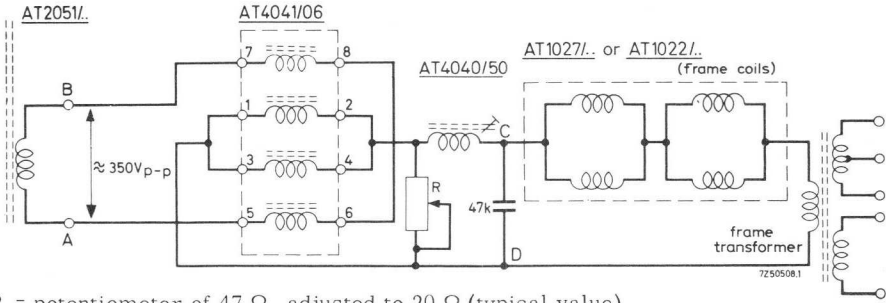 AT2051/..
AT4041/06
AT4040/50
AT1027/.. or AT1022/..
(frame coils)
7
8
B
1
2
C
≈ 350Vp-p
3
4
R
47k
5
6
A
D
frame
transformer
7Z50508.1
= potentiometer of 47 Ω, adjusted to 20 Ω (typical value)